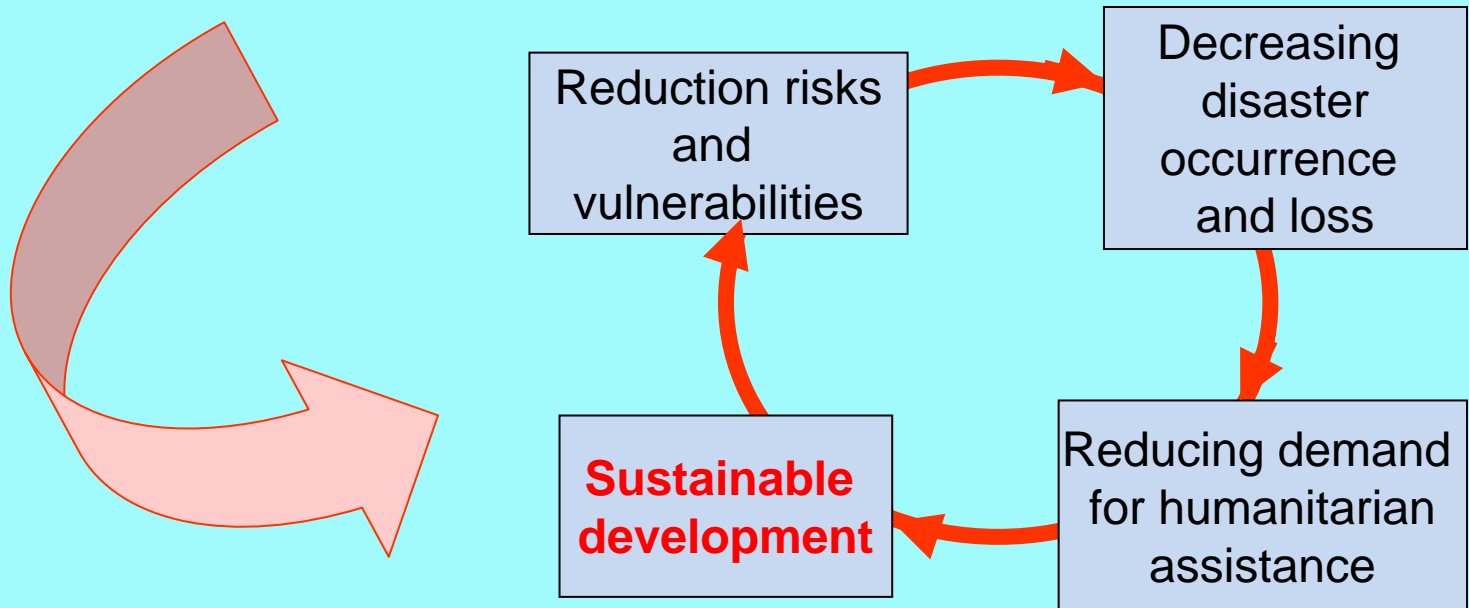 Reduction risks
and
vulnerabilities
Decreasing
disaster
occurrence
and loss
Reducing demand
for humanitarian
assistance
Sustainable
development